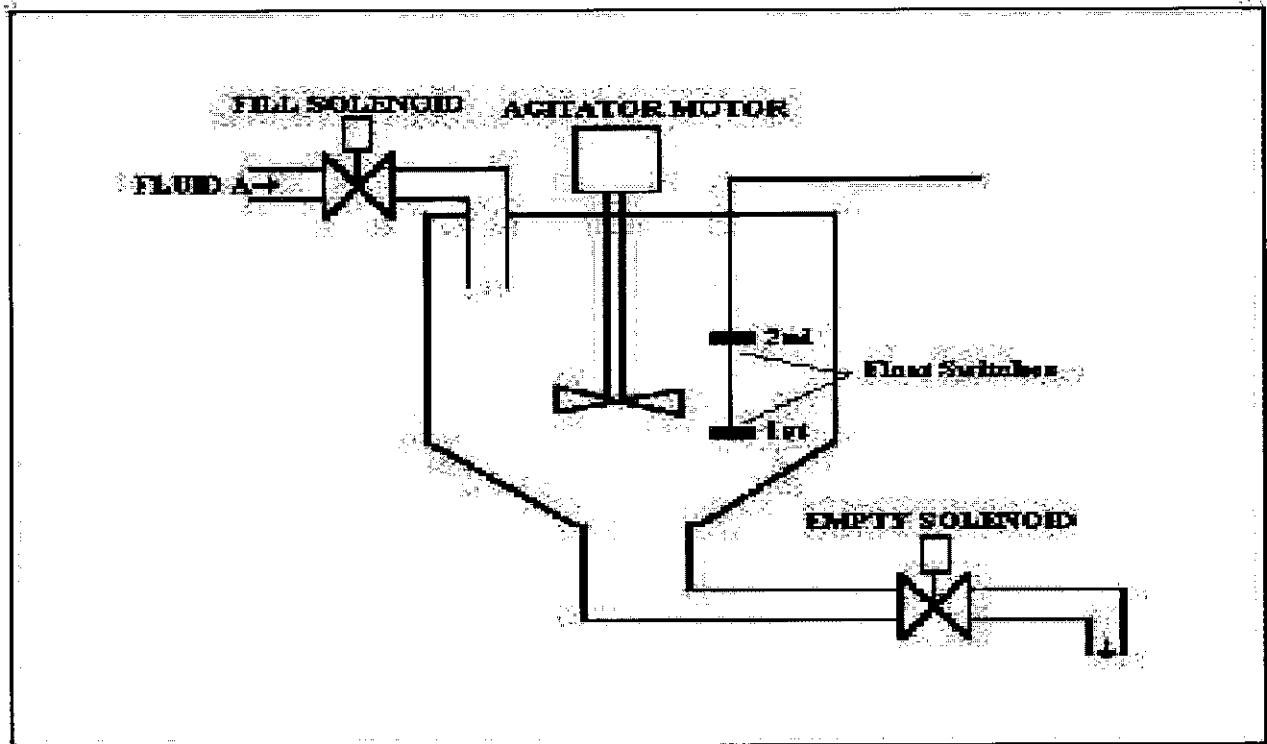 FILL SOLENOID
AGITATOR MOTOR
FLUID A→
2nd
Float Switches
1st
EMPTY SOLENOID